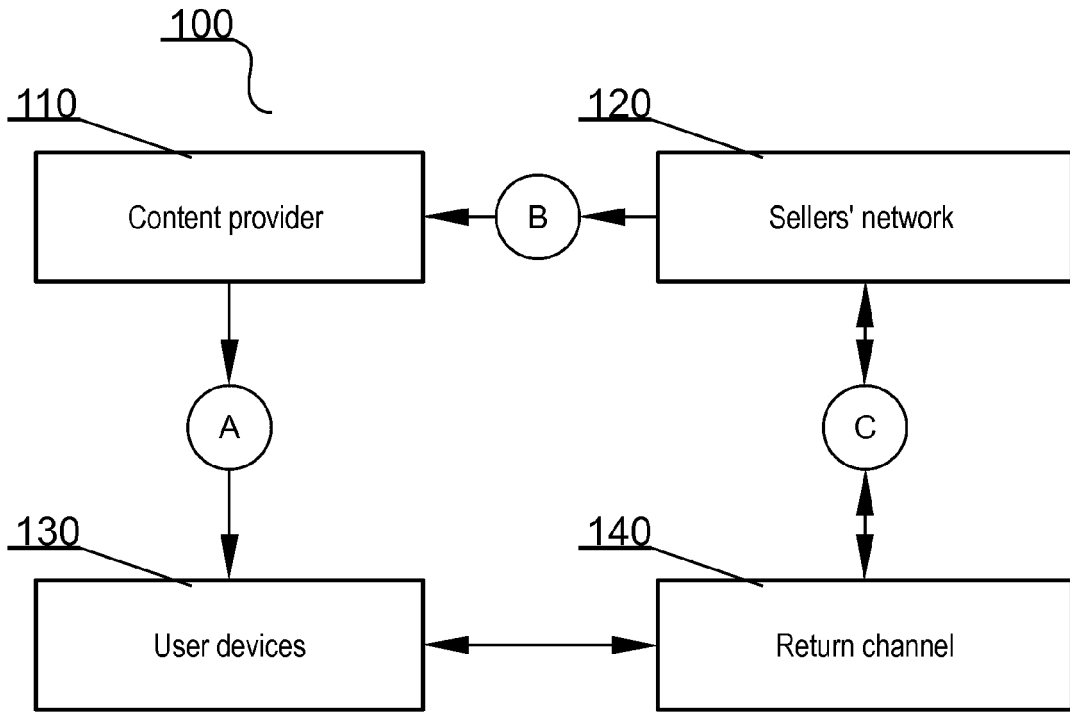 100
110
120
Content provider
B
Sellers' network
A
C
130
140
User devices
Return channel